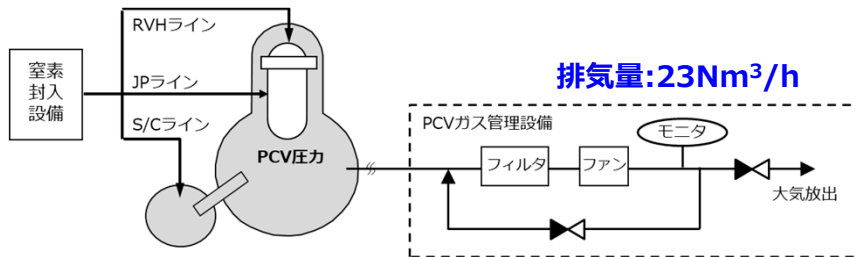 RVHライン
窒素
封入
設備
JPライン
S/Cライン
PCV圧力
排気量:23Nm³/h
PCVガス管理設備
モニタ
フィルタ
ファン
大気放出